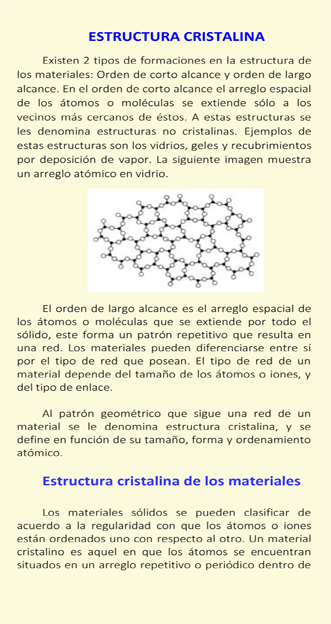 ESTRUCTURA CRISTALINA
Existen 2 tipos de formaciones en la estructura de
los materiales: Orden de corto alcance y orden de largo
alcance. En el orden de corto alcance el arreglo espacial
de los átomos o moléculas se extiende sólo a los
vecinos más cercanos de éstos. A estas estructuras se
les denomina estructuras no cristalinas. Ejemplos de
estas estructuras son los vidrios, geles y recubrimientos
por deposición de vapor. La siguiente imagen muestra
un arreglo atómico en vidrio.
El orden de largo alcance es el arreglo espacial de
los átomos o moléculas que se extiende por todo el
sólido, este forma un patrón repetitivo que resulta en
una red. Los materiales pueden diferenciarse entre sí
por el tipo de red que posean. El tipo de red de un
material depende del tamaño de los átomos o iones, y
del tipo de enlace.
Al patrón geométrico que sigue una red de un
material se le denomina estructura cristalina, y se
define en función de su tamaño, forma y ordenamiento
atómico.
Estructura cristalina de los materiales
Los materiales sólidos se pueden clasificar de
acuerdo a la regularidad con que los átomos o iones
están ordenados uno con respecto al otro. Un material
cristalino es aquel en que los átomos se encuentran
situados en un arreglo repetitivo o periódico dentro de